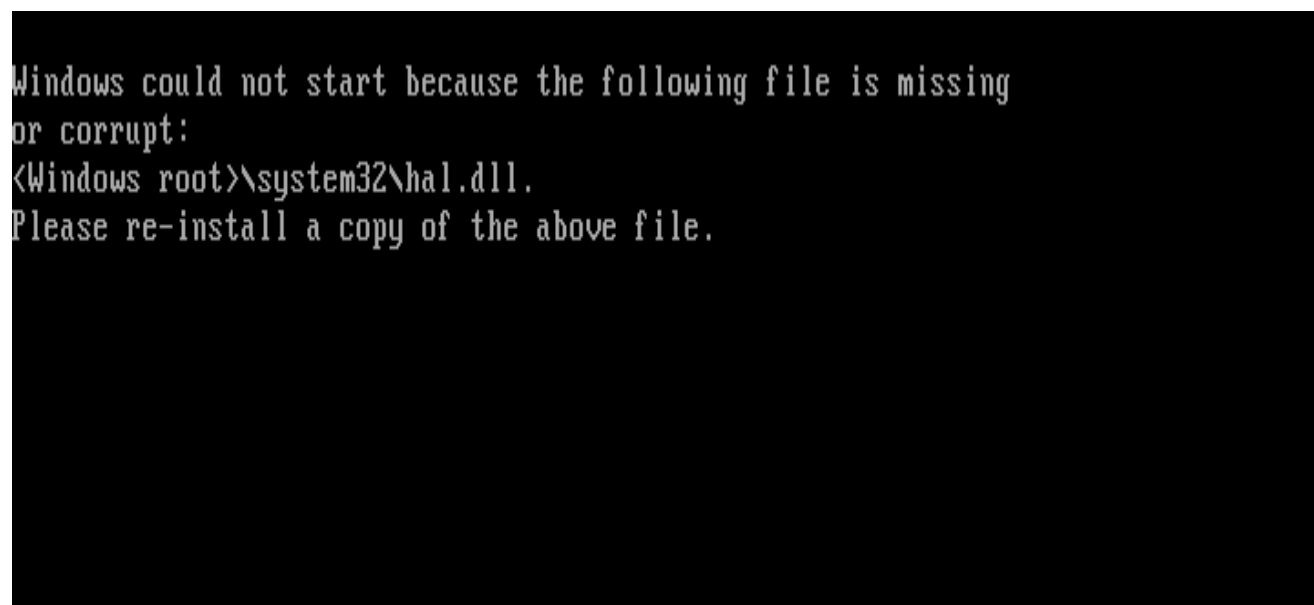 Windows could not start because the following file is missing
or corrupt:
<Windows root>\system32\hal.dll.
Please re-install a copy of the above file.